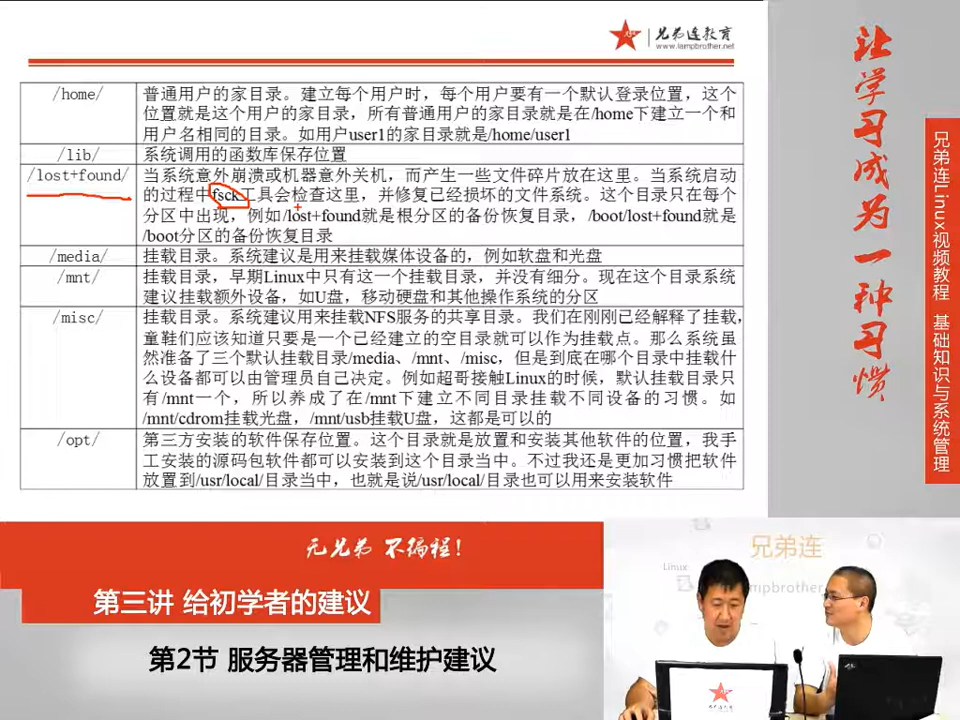 兄弟连教育
www.lampbrother.net
/home/ 普通用户的家目录。建立每个用户时，每个用户要有一个默认登录位置，这个
位置就是这个用户的家目录，所有普通用户的家目录就是在/home下建立一个和
用户名相同的目录。如用户user1的家目录就是/home/user1
/lib/ 系统调用的函数库保存位置
/lost+found/ 当系统意外崩溃或机器意外关机，而产生一些文件碎片放在这里。当系统启动
的过程中fsck工具会检查这里，并修复已经损坏的文件系统。这个目录只在每个
分区中出现，例如/lost+found就是根分区的备份恢复目录，/boot/lost+found就是
/boot分区的备份恢复目录
/media/ 挂载目录。系统建议是用来挂载媒体设备的，例如软盘和光盘
/mnt/ 挂载目录，早期Linux中只有这一个挂载目录，并没有细分。现在这个目录系统
建议挂载额外设备，如U盘，移动硬盘和其他操作系统的分区
/misc/ 挂载目录。系统建议用来挂载NFS服务的共享目录。我们在刚刚已经解释了挂载，
童鞋们应该知道只要是一个已经建立的空目录就可以作为挂载点。那么系统虽
然准备了三个默认挂载目录/media、/mnt、/misc，但是到底在哪个目录中挂载什
么设备都可以由管理员自己决定。例如超哥接触Linux的时候，默认挂载目录只
有/mnt一个，所以养成了在/mnt下建立不同目录挂载不同设备的习惯。如
/mnt/cdrom挂载光盘，/mnt/usb挂载U盘，这都是可以的
/opt/ 第三方安装的软件保存位置。这个目录就是放置和安装其他软件的位置，我手
工安装的源码包软件都可以安装到这个目录当中。不过我还是更加习惯把软件
放置到/usr/local/目录当中，也就是说/usr/local/目录也可以用来安装软件
让学习成为一种习惯
兄弟连Linux视频教程 基础知识与系统管理
无兄弟 不编程！
第三讲 给初学者的建议
第2节 服务器管理和维护建议
兄弟连
Linux
lampbrother